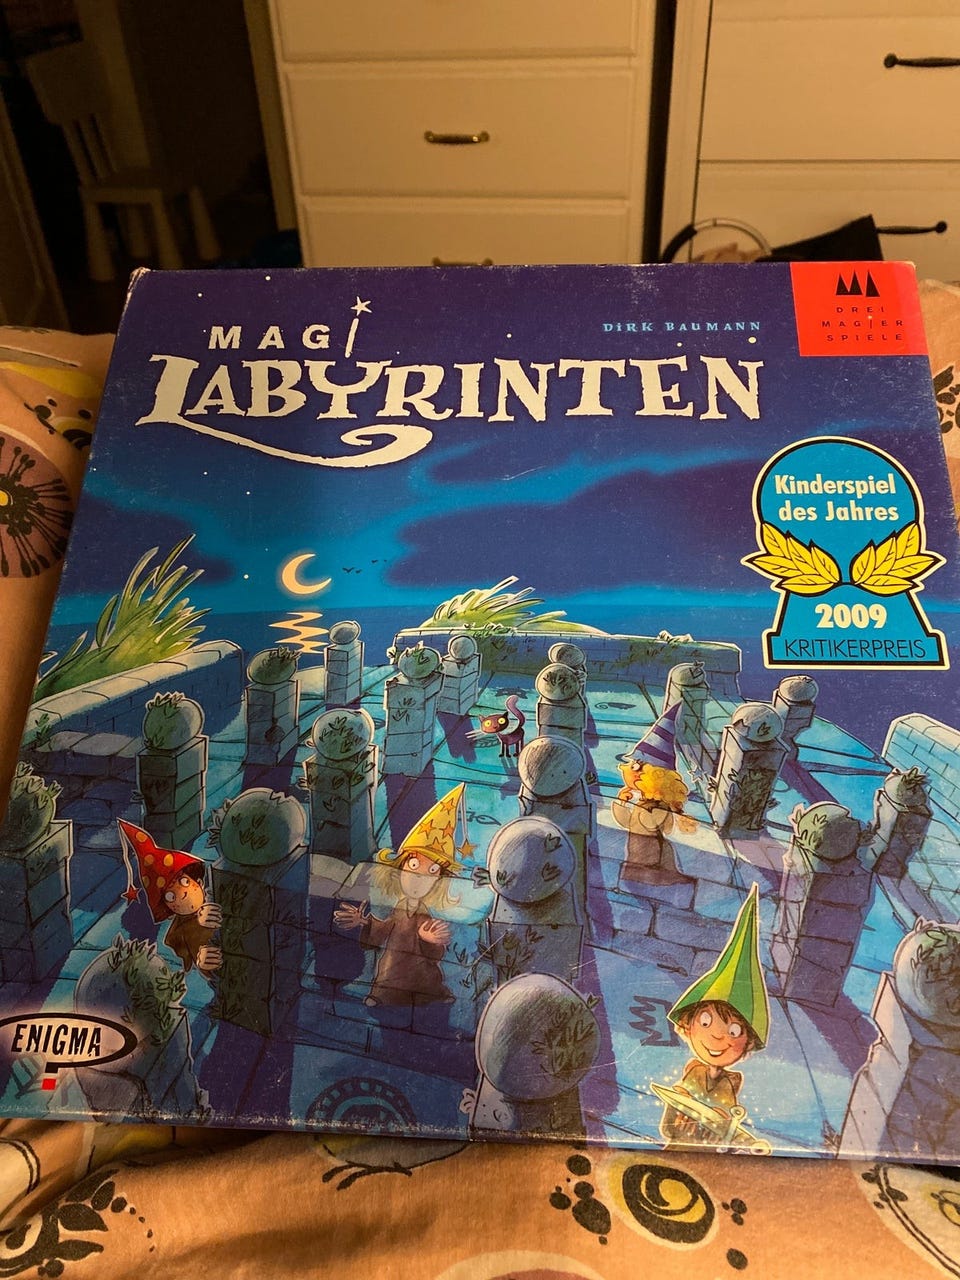 MAGi
LABYRINTEN
DiRK BAUMANN
DREI
MAGiER
SPIELE
Kinderspiel
des Jahres
2009
KRITIKERPREIS
ENIGMA